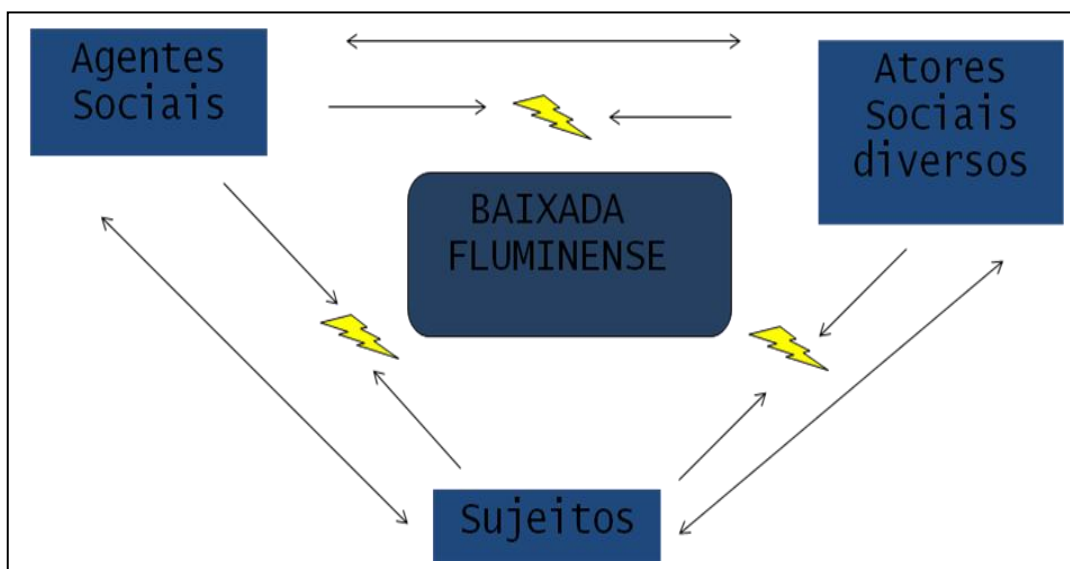 Agentes
Sociais
Atores
Sociais
diversos
BAIXADA
FLUMINENSE
Sujeitos